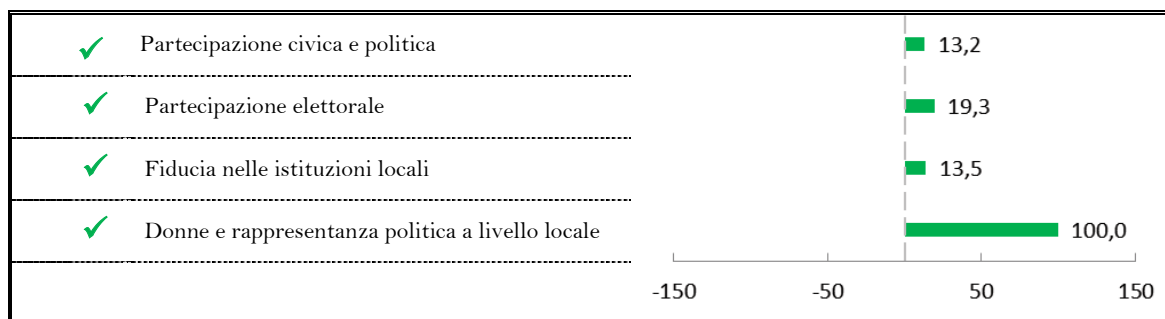 Partecipazione civica e politica 13,2
Partecipazione elettorale 19,3
Fiducia nelle istituzioni locali 13,5
Donne e rappresentanza politica a livello locale 100,0
-150 -50 50 150